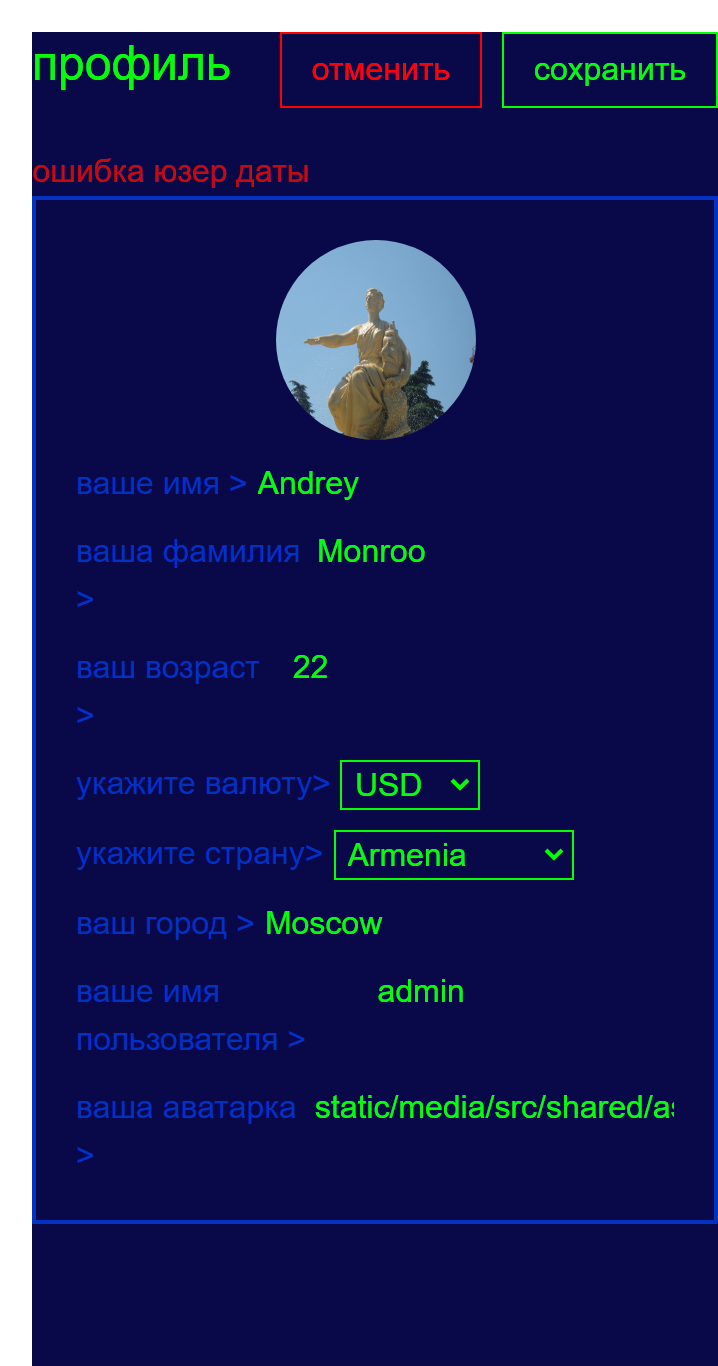 профиль
отменить
сохранить
ошибка юзер даты
ваше имя > Andrey
ваша фамилия Monroo
>
ваш возраст 22
>
укажите валюту> USD
укажите страну> Armenia
ваш город > Moscow
ваше имя admin
пользователя >
ваша аватарка static/media/src/shared/a
>